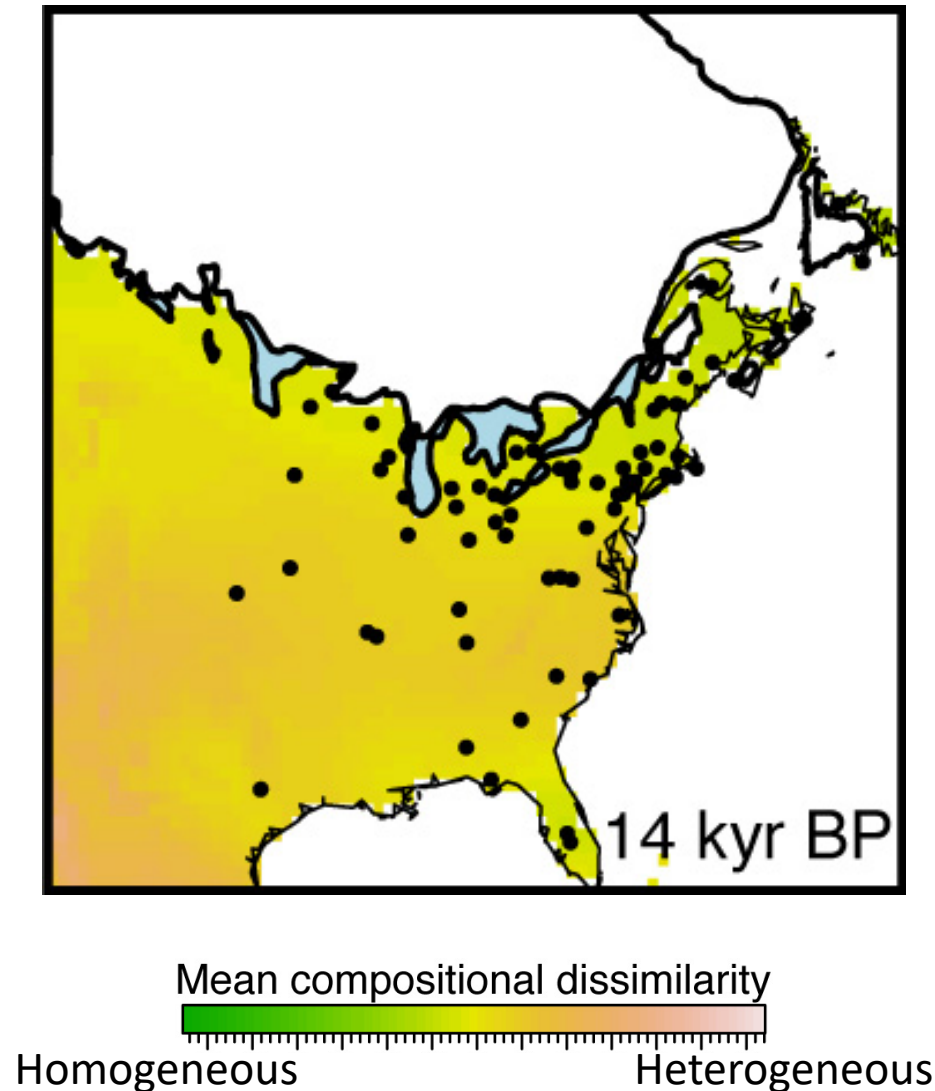 14 kyr BP
Mean compositional dissimilarity
Homogeneous Heterogeneous